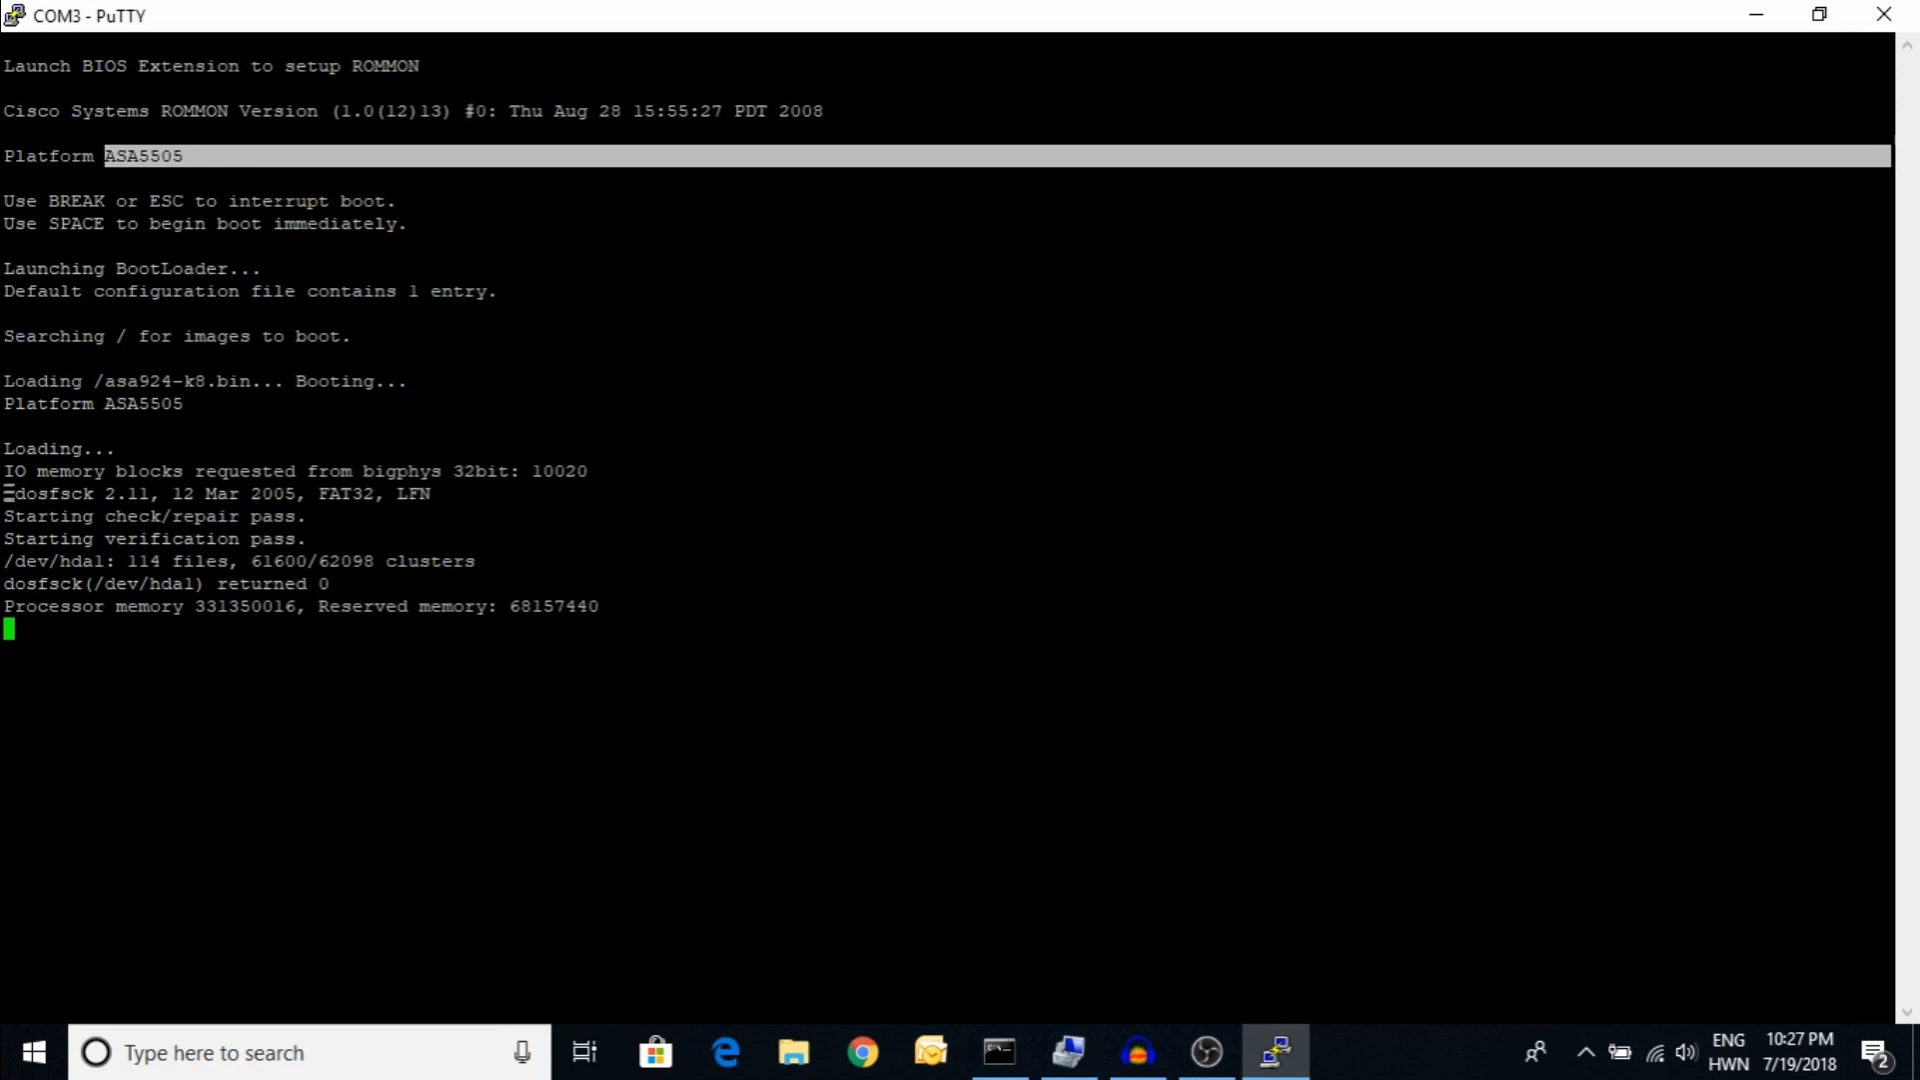 COM3 - PuTTY
Launch BIOS Extension to setup ROMMON
Cisco Systems ROMMON Version (1.0(12)13) #0: Thu Aug 28 15:55:27 PDT 2008
Platform ASA5505
Use BREAK or ESC to interrupt boot.
Use SPACE to begin boot immediately.
Launching BootLoader...
Default configuration file contains 1 entry.
Searching / for images to boot.
Loading /asa924-k8.bin... Booting...
Platform ASA5505
Loading...
IO memory blocks requested from bigphys 32bit: 10020
dosfsck 2.11, 12 Mar 2005, FAT32, LFN
Starting check/repair pass.
Starting verification pass.
/dev/hda1: 114 files, 61600/62098 clusters
dosfsck(/dev/hda1) returned 0
Processor memory 331350016, Reserved memory: 68157440
Type here to search
ENG
HWN
10:27 PM
7/19/2018
2